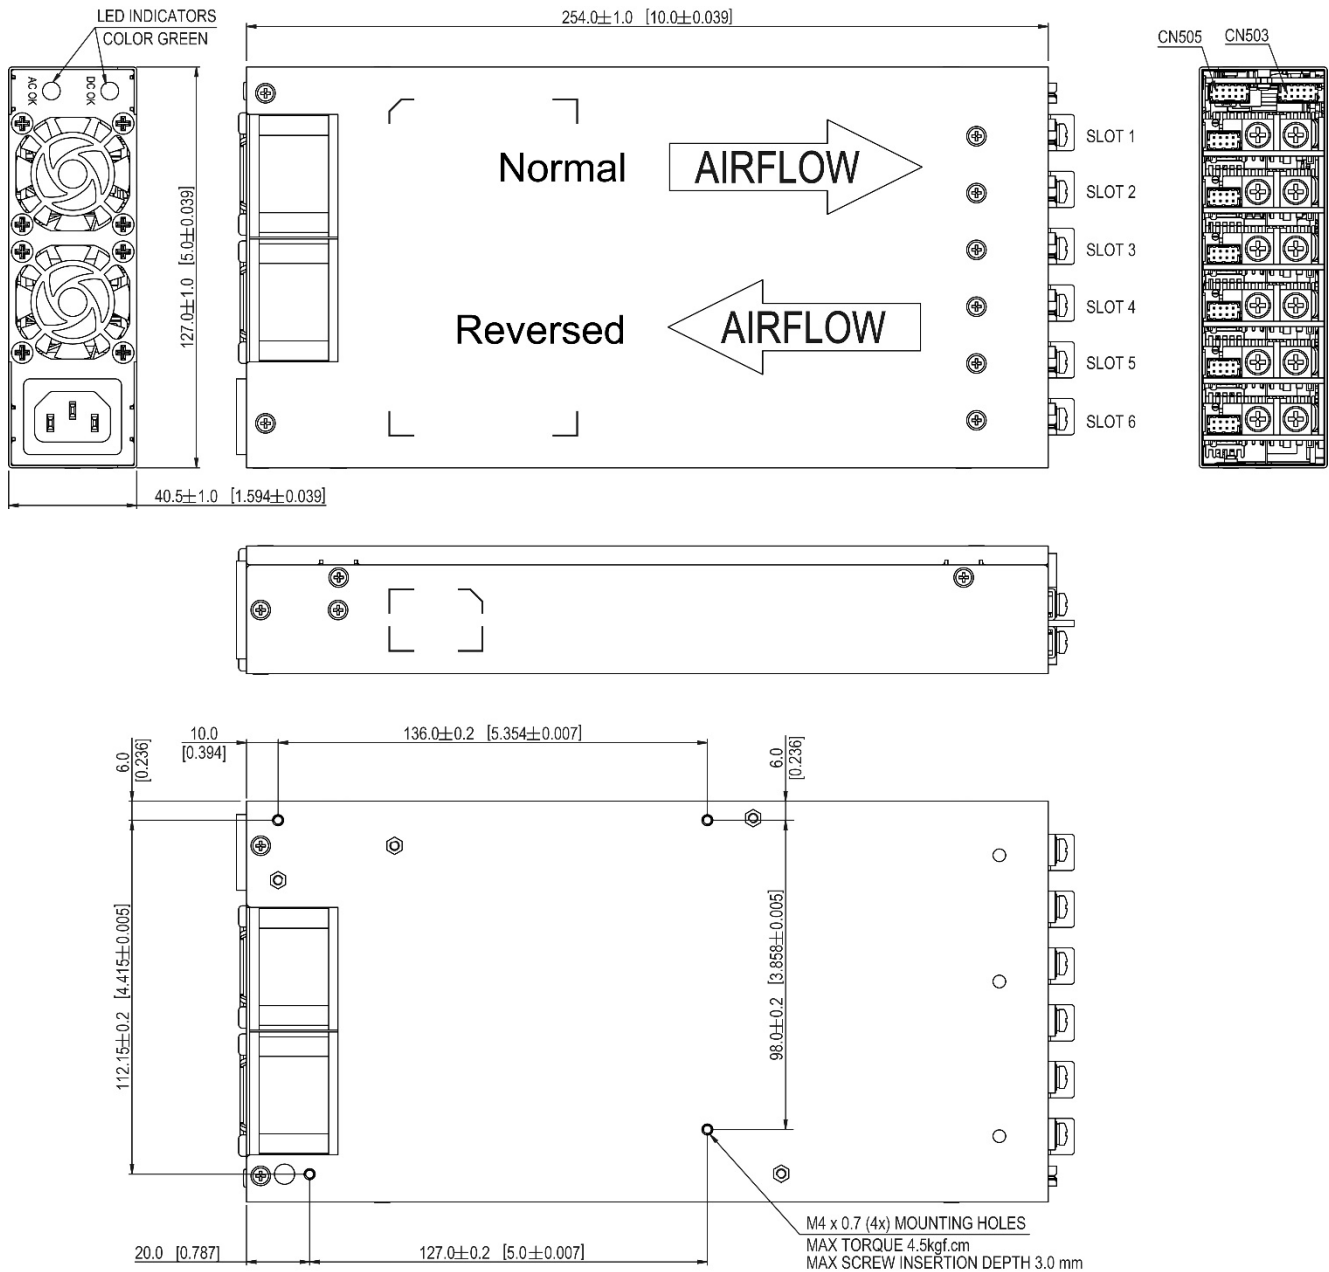 LED INDICATORS
COLOR GREEN
254.0±1.0 [10.0±0.039]
CN505
CN503
AC OK
DC OK
127.0±1.0 [5.0±0.039]
Normal
AIRFLOW
Reversed
AIRFLOW
SLOT 1
SLOT 2
SLOT 3
SLOT 4
SLOT 5
SLOT 6
40.5±1.0 [1.594±0.039]
10.0
[0.394]
136.0±0.2 [5.354±0.007]
6.0
[0.236]
6.0
[0.236]
112.15±0.2 [4.415±0.005]
98.0±0.2 [3.858±0.005]
20.0 [0.787]
127.0±0.2 [5.0±0.007]
M4 x 0.7 (4x) MOUNTING HOLES
MAX TORQUE 4.5kgf.cm
MAX SCREW INSERTION DEPTH 3.0 mm